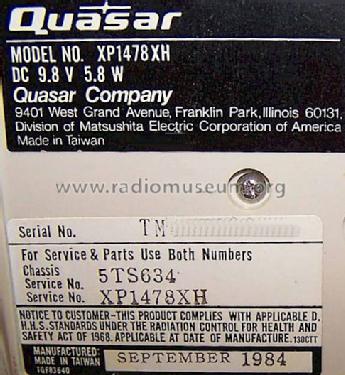 Quasar
MODEL NO. XP1478XH
DC 9.8 V 5.8 W
Quasar Company
9401 West Grand Avenue, Franklin Park, Illinois 60131,
Division of Matsushita Electric Corporation of America
Made in Taiwan
www.radiomuseum.org
Serial No. TM
For Service & Parts Use Both Numbers
Chassis
Service No. 5TS634
Service No. XP1478XH
NOTICE TO CUSTOMER-THIS PRODUCT COMPLIES WITH APPLICABLE D.
H.H.S. STANDARDS UNDER THE RADIATION CONTROL FOR HEALTH AND
SAFETY ACT OF 1968. APPLICABLE AT DATE OF MANUFACTURE.
MANUFACTURED:
MADE IN TAIWAN SEPTEMBER 1984